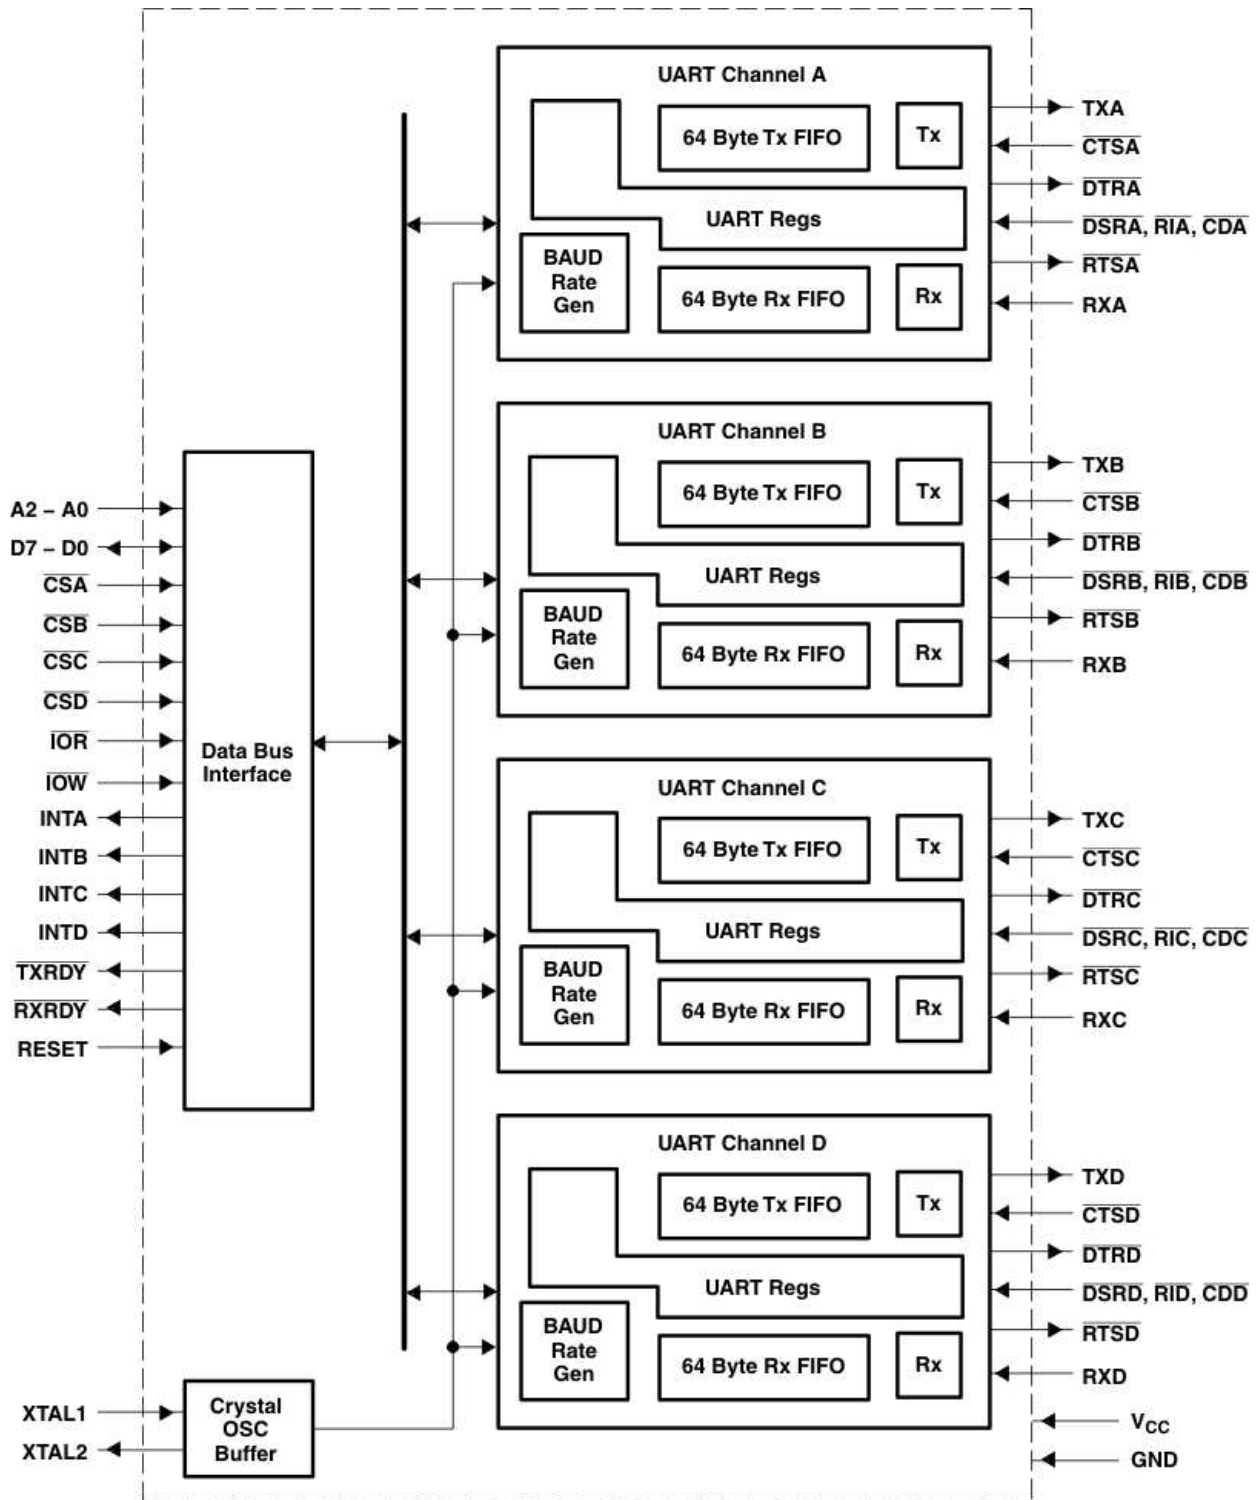 UART Channel A
64 Byte Tx FIFO
Tx
UART Regs
BAUD
Rate
Gen
64 Byte Rx FIFO
Rx
TXA
CTSA
DTRA
DSRA, RIA, CDA
RTSA
RXA
UART Channel B
64 Byte Tx FIFO
Tx
UART Regs
BAUD
Rate
Gen
64 Byte Rx FIFO
Rx
TXB
CTSB
DTRB
DSRB, RIB, CDB
RTSB
RXB
A2 – A0
D7 – D0
CSA
CSB
CSC
CSD
IOR
IOW
INTA
INTB
INTC
INTD
TXRDY
RXRDY
RESET
Data Bus
Interface
UART Channel C
64 Byte Tx FIFO
Tx
UART Regs
BAUD
Rate
Gen
64 Byte Rx FIFO
Rx
TXC
CTSC
DTRC
DSRC, RIC, CDC
RTSC
RXC
UART Channel D
64 Byte Tx FIFO
Tx
UART Regs
BAUD
Rate
Gen
64 Byte Rx FIFO
Rx
TXD
CTSD
DTRD
DSRD, RID, CDD
RTSD
RXD
XTAL1
XTAL2
Crystal
OSC
Buffer
VCC
GND